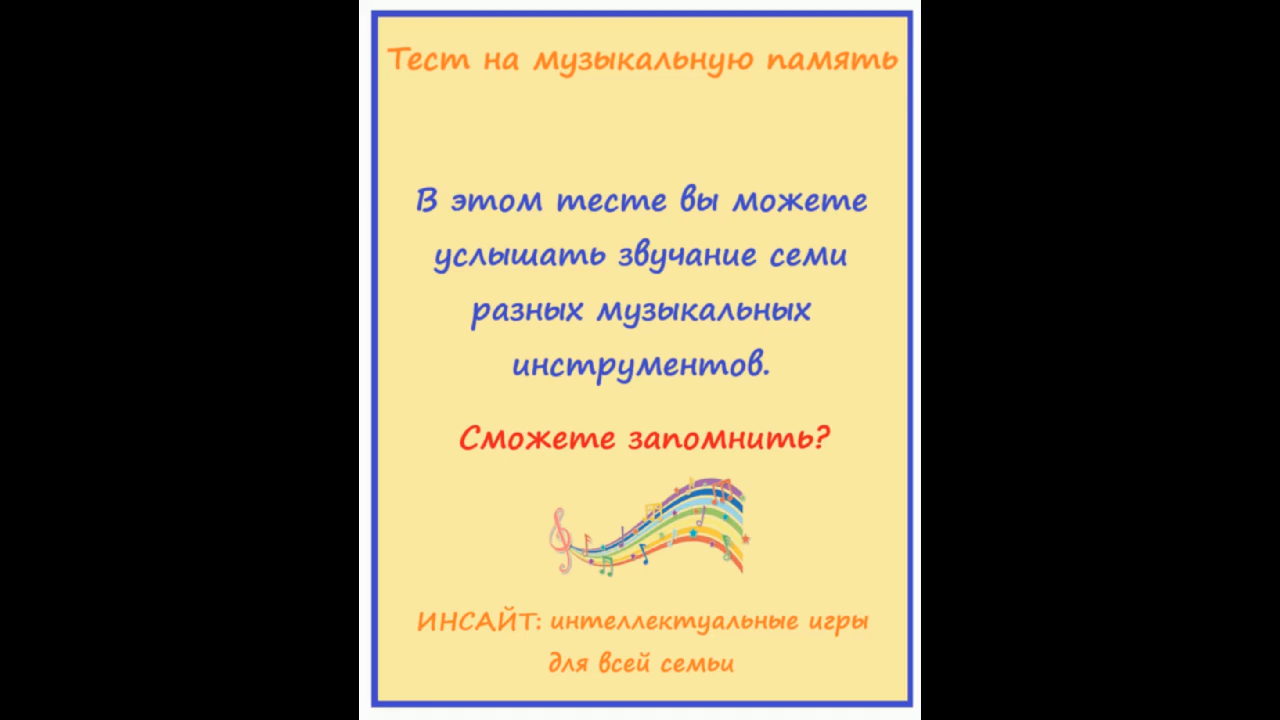 Тест на музыкальную память
В этом тесте вы можете
услышать звучание семи
разных музыкальных
инструментов.
Сможете запомнить?
ИНСАЙТ: интеллектуальные игры
для всей семьи